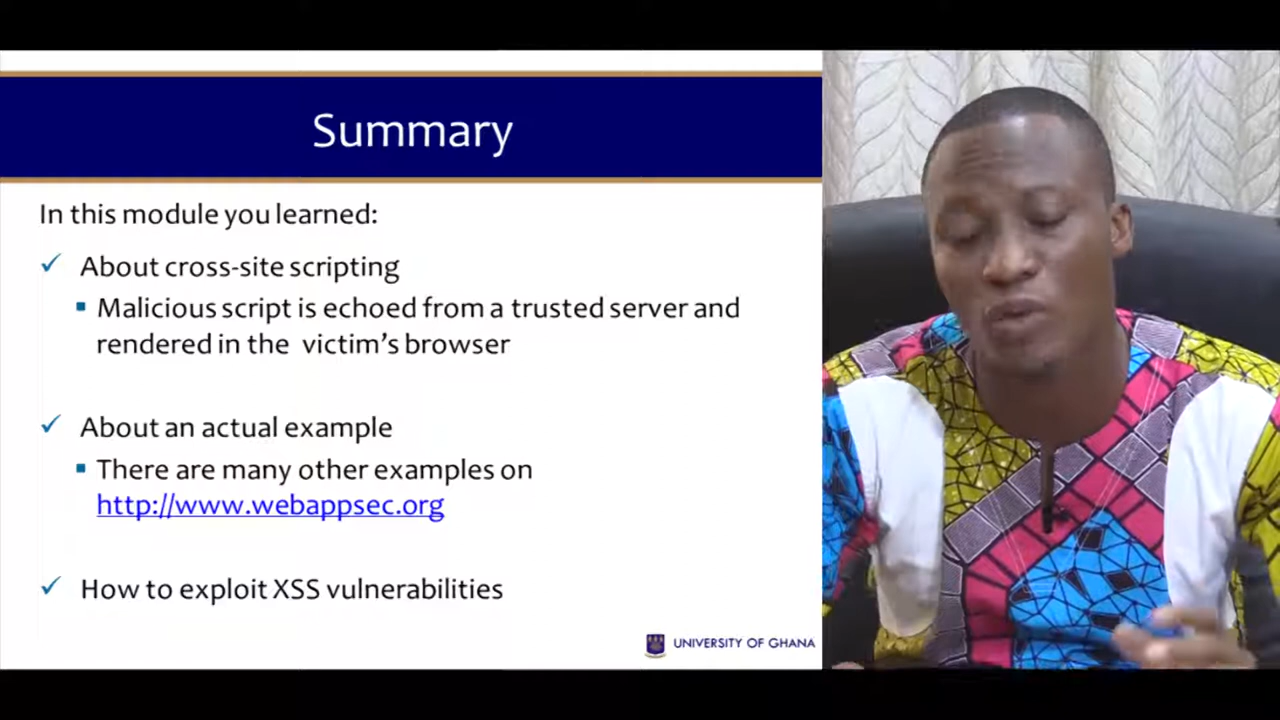 Summary
In this module you learned:
✓ About cross-site scripting
▪ Malicious script is echoed from a trusted server and
rendered in the victim's browser
✓ About an actual example
▪ There are many other examples on
http://www.webappsec.org
✓ How to exploit XSS vulnerabilities
UNIVERSITY OF GHANA